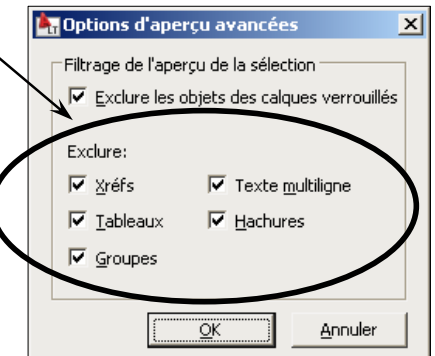 LT Options d'aperçu avancées
Filtrage de l'aperçu de la sélection
Exclure les objets des calques verrouillés
Exclure:
Xréfs Texte multiligne
Tableaux Hachures
Groupes
OK Annuler